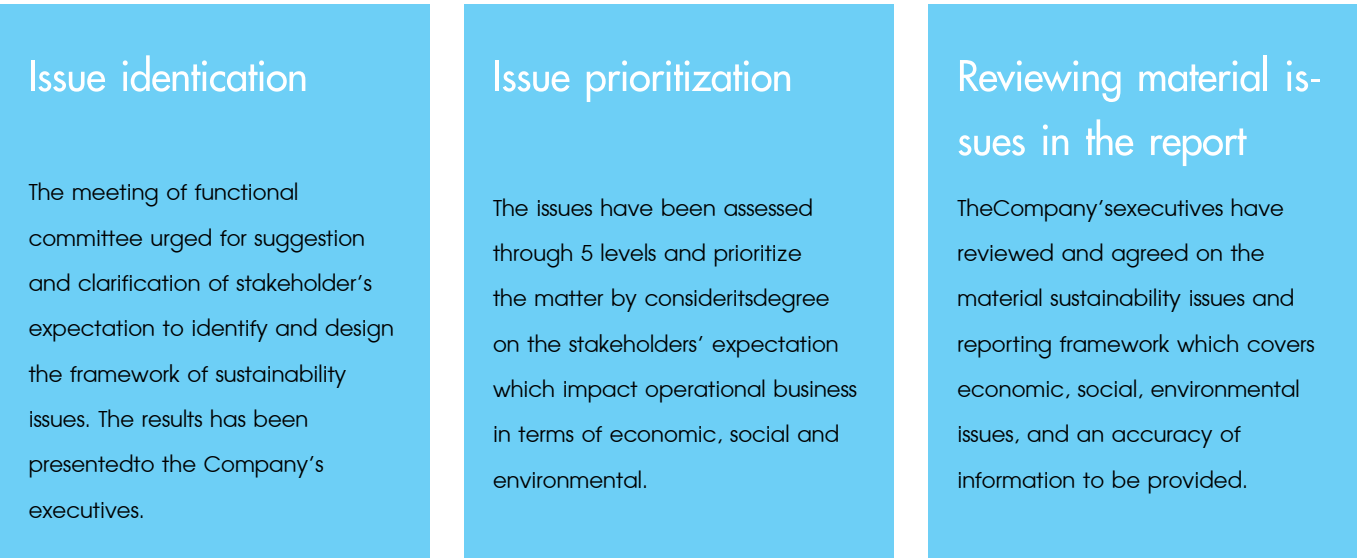 Issue identication
The meeting of functional
committee urged for suggestion
and clarification of stakeholder's
expectation to identify and design
the framework of sustainability
issues. The results has been
presentedto the Company's
executives.
Issue prioritization
The issues have been assessed
through 5 levels and prioritize
the matter by consideritsdegree
on the stakeholders' expectation
which impact operational business
in terms of economic, social and
environmental.
Reviewing material is-
sues in the report
TheCompany'sexecutives have
reviewed and agreed on the
material sustainability issues and
reporting framework which covers
economic, social, environmental
issues, and an accuracy of
information to be provided.